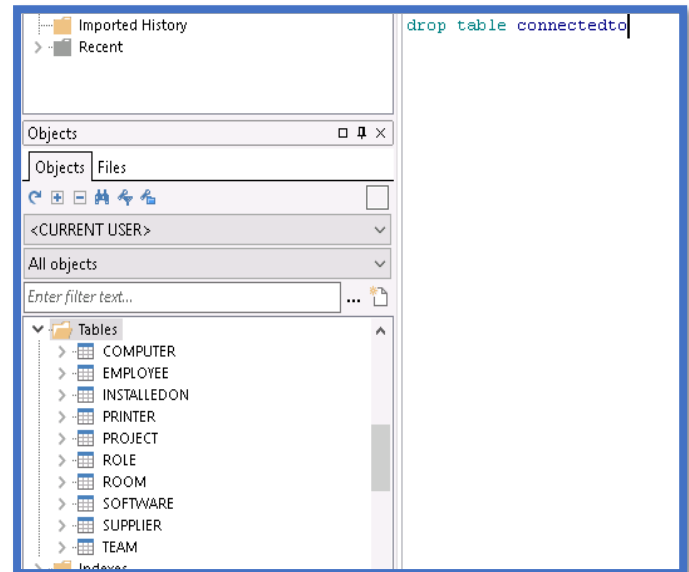 Imported History
Recent
drop table connectedto
Objects
Objects Files
<CURRENT USER>
All objects
Enter filter text...
...
Tables
COMPUTER
EMPLOYEE
INSTALLEDON
PRINTER
PROJECT
ROLE
ROOM
SOFTWARE
SUPPLIER
TEAM
Indexes